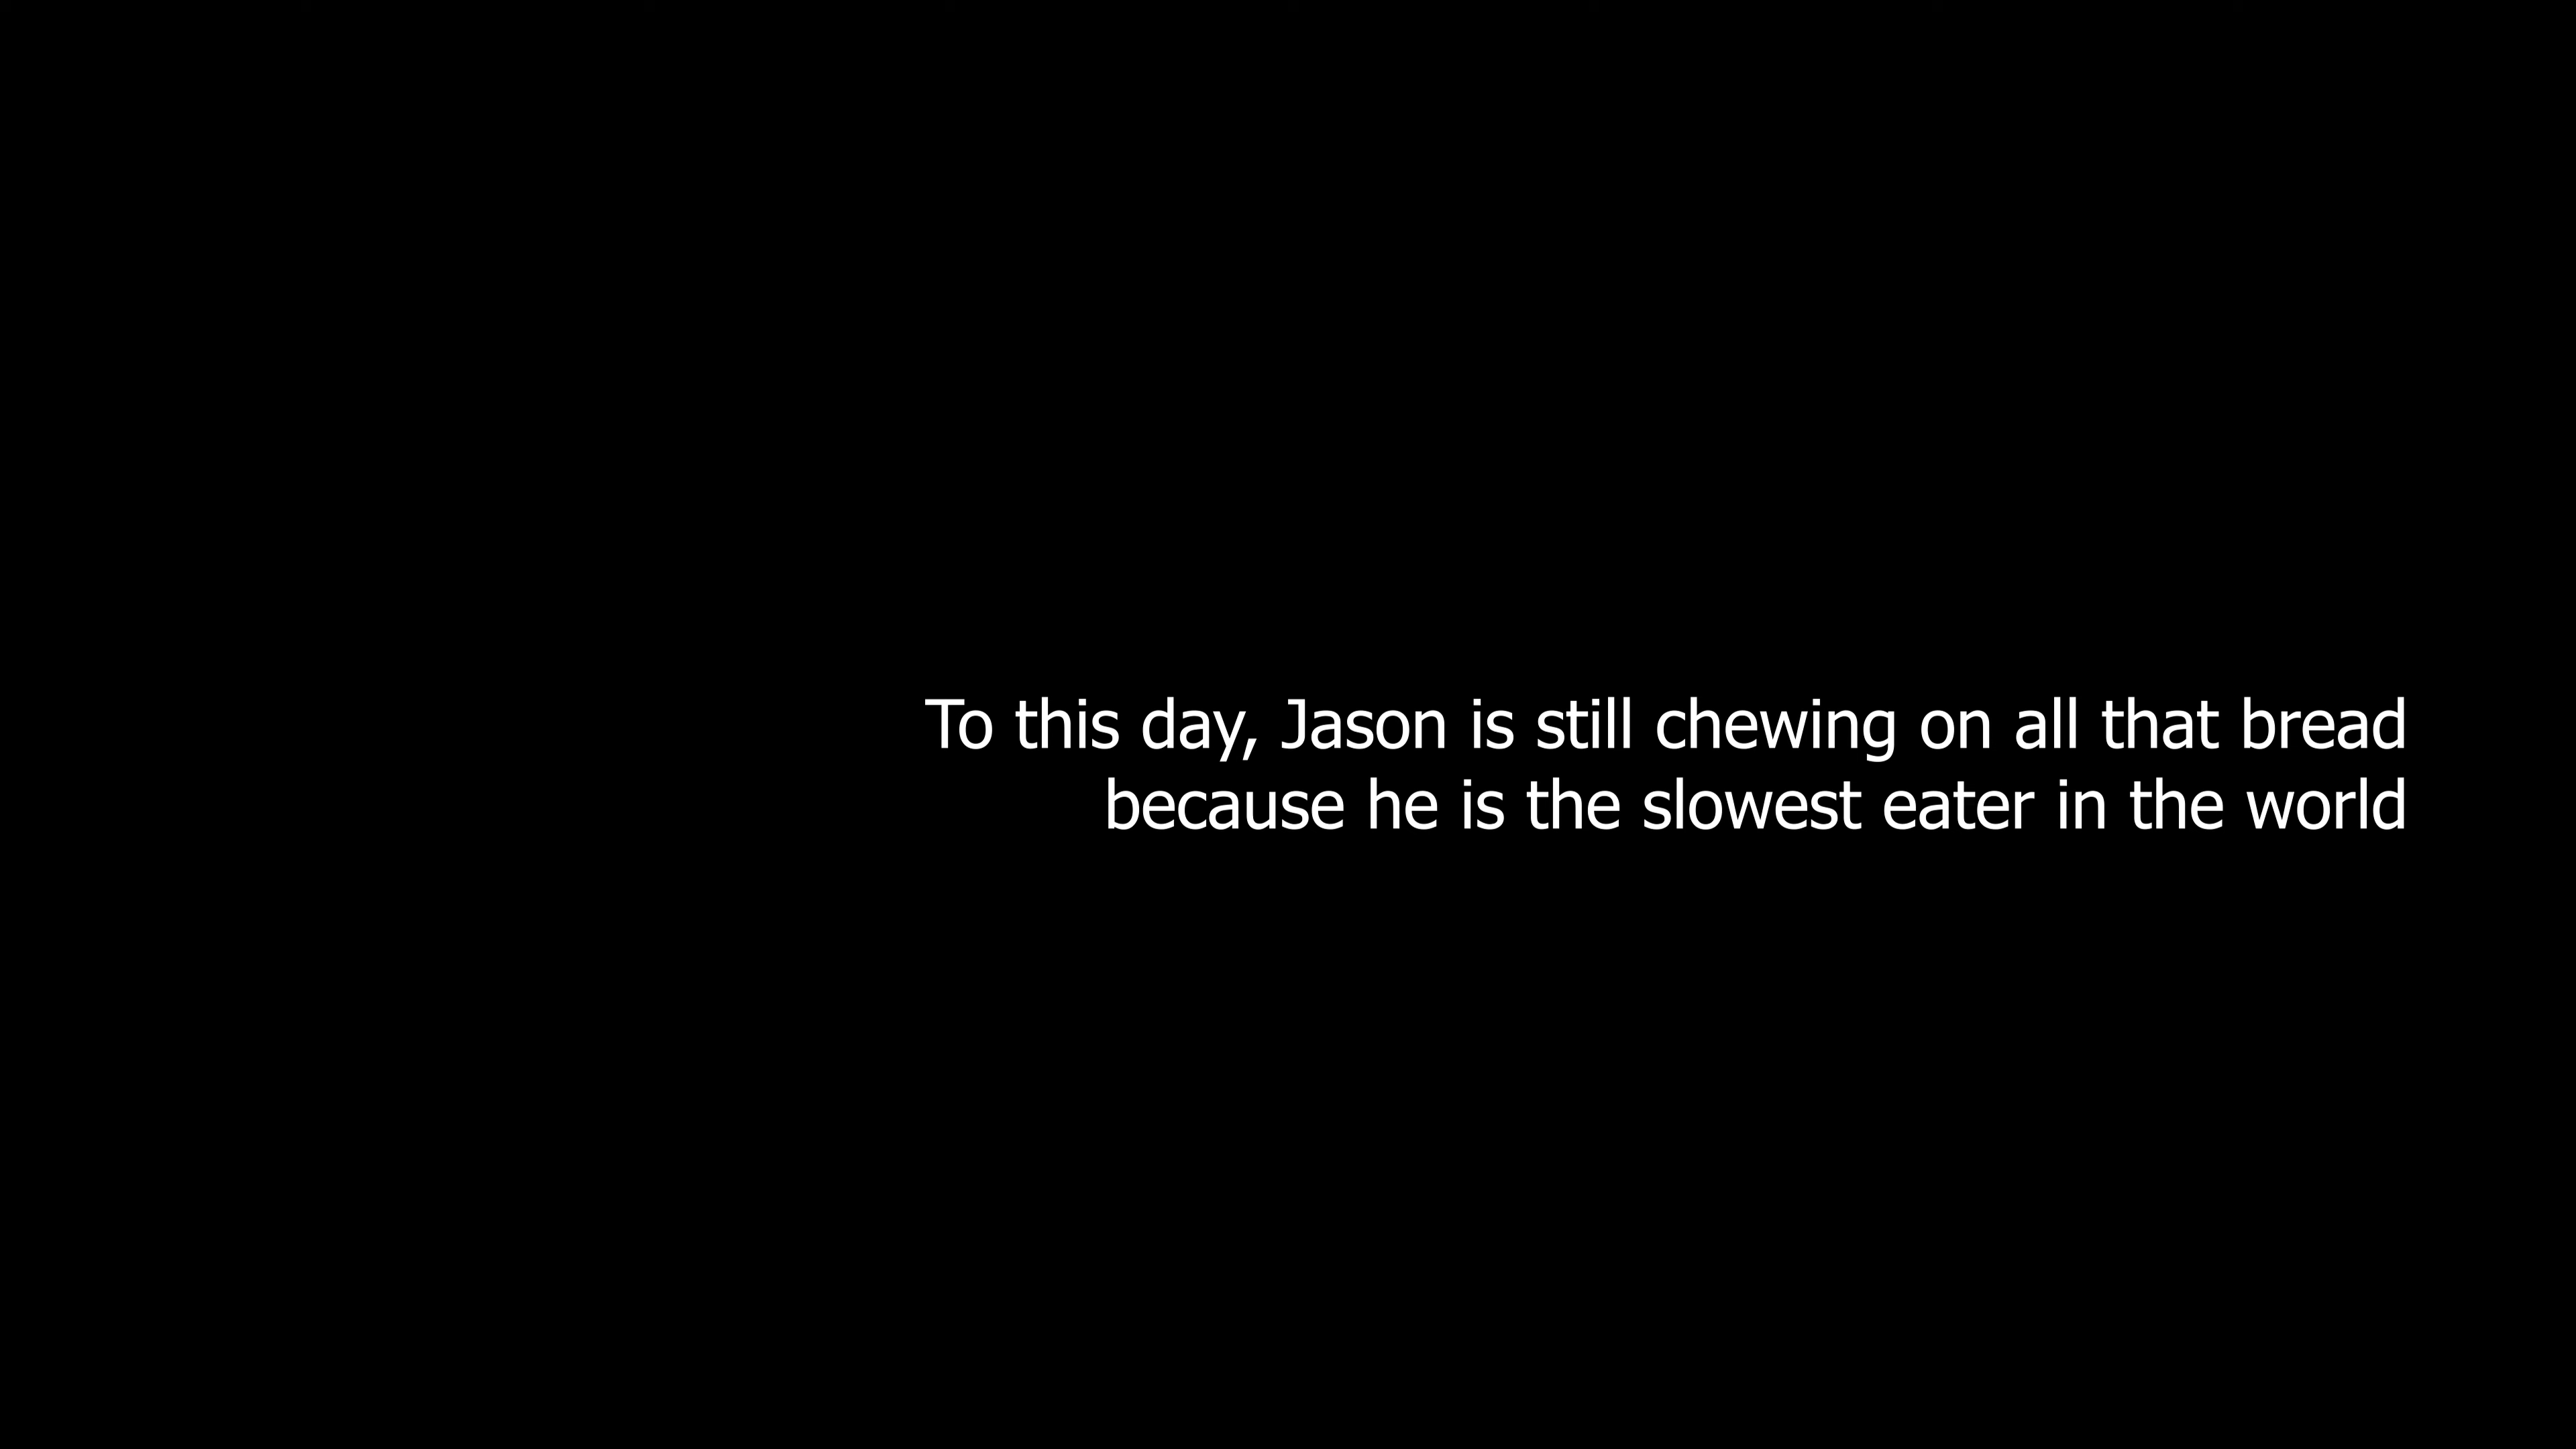 To this day, Jason is still chewing on all that bread
because he is the slowest eater in the world